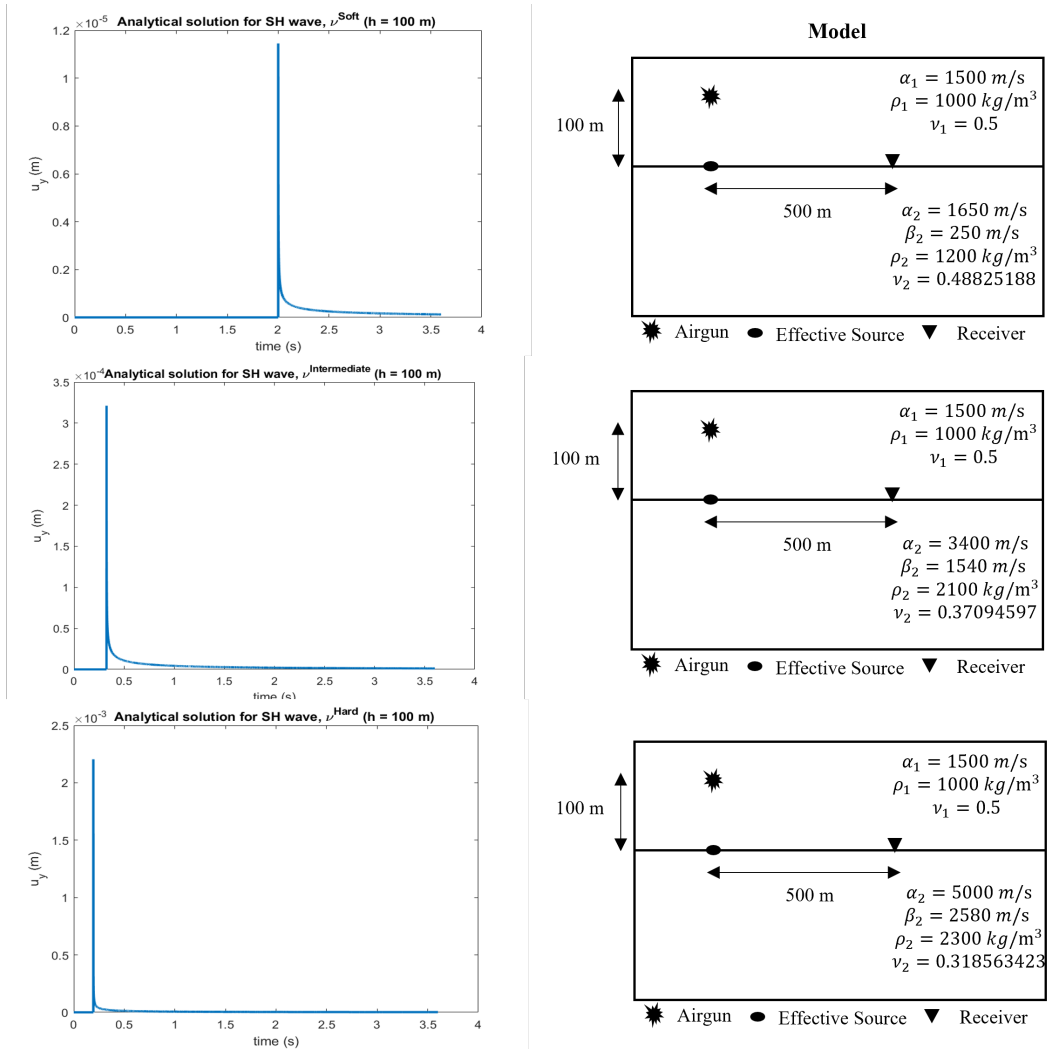 Analytical solution for SH wave, ν^Soft (h = 100 m)
×10^-5
1.2
1
0.8
0.6
0.4
0.2
0
u_y (m)
0 0.5 1 1.5 2 2.5 3 3.5 4
time (s)
Model
100 m
α₁ = 1500 m/s
ρ₁ = 1000 kg/m³
ν₁ = 0.5
500 m
α₂ = 1650 m/s
β₂ = 250 m/s
ρ₂ = 1200 kg/m³
ν₂ = 0.48825188
Airgun Effective Source Receiver
×10^-4 Analytical solution for SH wave, ν^Intermediate (h = 100 m)
3.5
3
2.5
2
1.5
1
0.5
0
u_y (m)
0 0.5 1 1.5 2 2.5 3 3.5 4
time (s)
100 m
α₁ = 1500 m/s
ρ₁ = 1000 kg/m³
ν₁ = 0.5
500 m
α₂ = 3400 m/s
β₂ = 1540 m/s
ρ₂ = 2100 kg/m³
ν₂ = 0.37094597
Airgun Effective Source Receiver
×10^-3 Analytical solution for SH wave, ν^Hard (h = 100 m)
2.5
2
1.5
1
0.5
0
u_y (m)
0 0.5 1 1.5 2 2.5 3 3.5 4
time (s)
100 m
α₁ = 1500 m/s
ρ₁ = 1000 kg/m³
ν₁ = 0.5
500 m
α₂ = 5000 m/s
β₂ = 2580 m/s
ρ₂ = 2300 kg/m³
ν₂ = 0.318563423
Airgun Effective Source Receiver